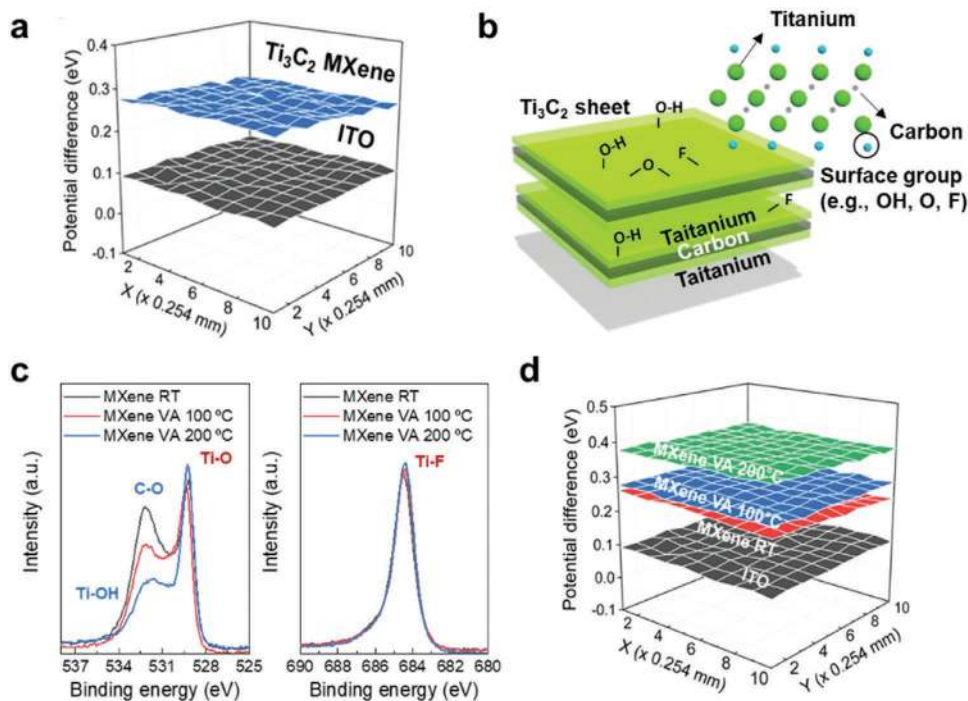 a
Potential difference (eV)
0.4
0.3
0.2
0.1
0.0
-0.1
Ti₃C₂ MXene
ITO
2
4
6
8
10
X (x 0.254 mm)
2
4
6
8
10
Y (x 0.254 mm)
b
Titanium
Ti₃C₂ sheet
O-H
O-H
O
F
Carbon
Surface group
(e.g., OH, O, F)
F
O-H
Taitanium
Carbon
Taitanium
c
MXene RT
MXene VA 100 ºC
MXene VA 200 ºC
Ti-O
C-O
Ti-OH
Intensity (a.u.)
537 534 531 528 525
Binding energy (eV)
MXene RT
MXene VA 100 ºC
MXene VA 200 ºC
Ti-F
Intensity (a.u.)
690 688 686 684 682 680
Binding energy (eV)
d
Potential difference (eV)
0.5
0.4
0.3
0.2
0.1
0.0
-0.1
MXene VA 200°C
MXene VA 100°C
MXene RT
ITO
2
4
6
8
10
X (x 0.254 mm)
2
4
6
8
10
Y (x 0.254 mm)